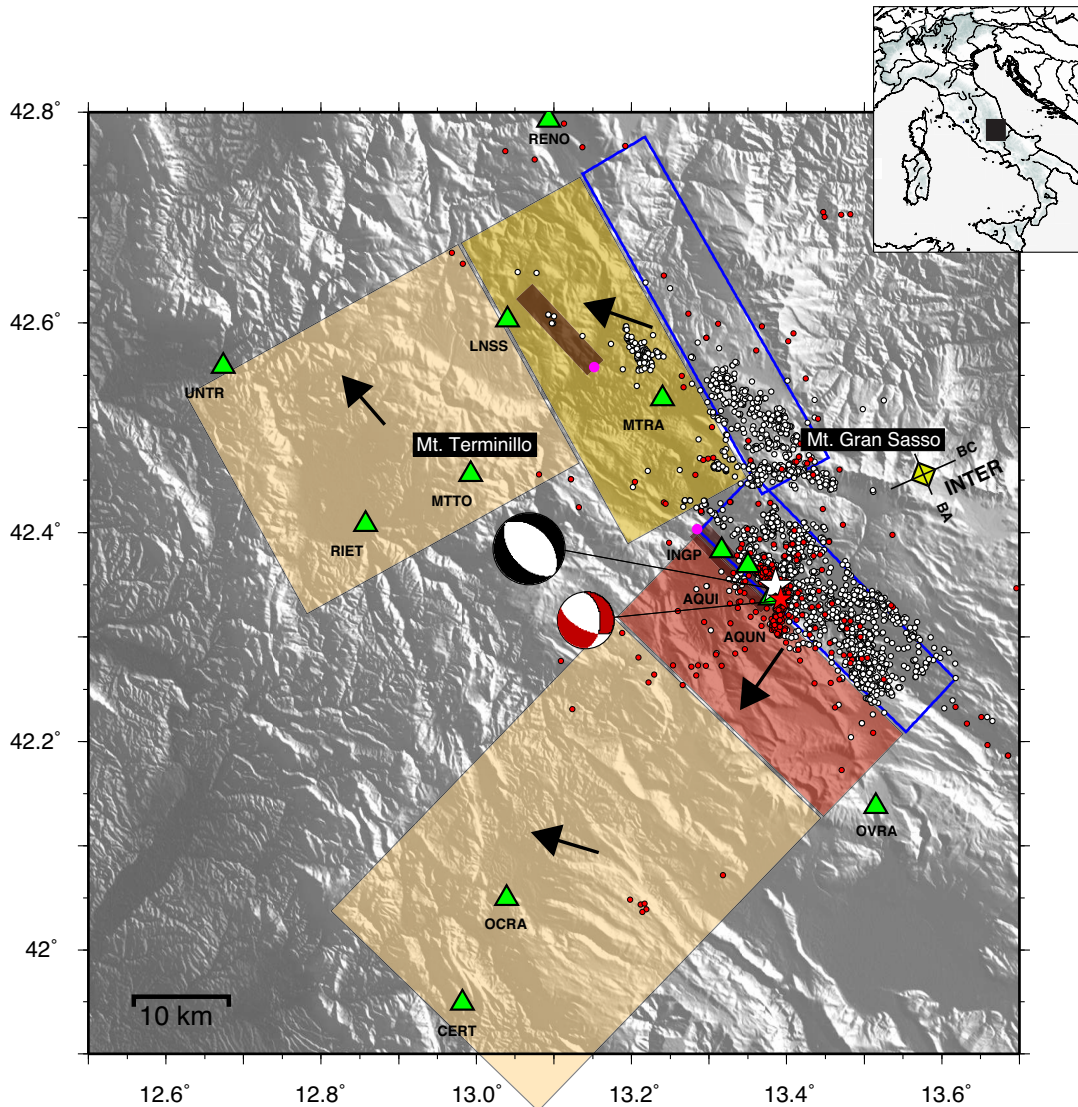 42.8°
RENO
42.6°
LNSS
UNTR
MTRA
Mt. Terminillo
Mt. Gran Sasso
BC
INTER
BA
MTTO
42.4°
RIET
INGP
AQUI
AQUN
42.2°
OVRA
OCRA
42°
10 km
CERT
12.6° 12.8° 13.0° 13.2° 13.4° 13.6°